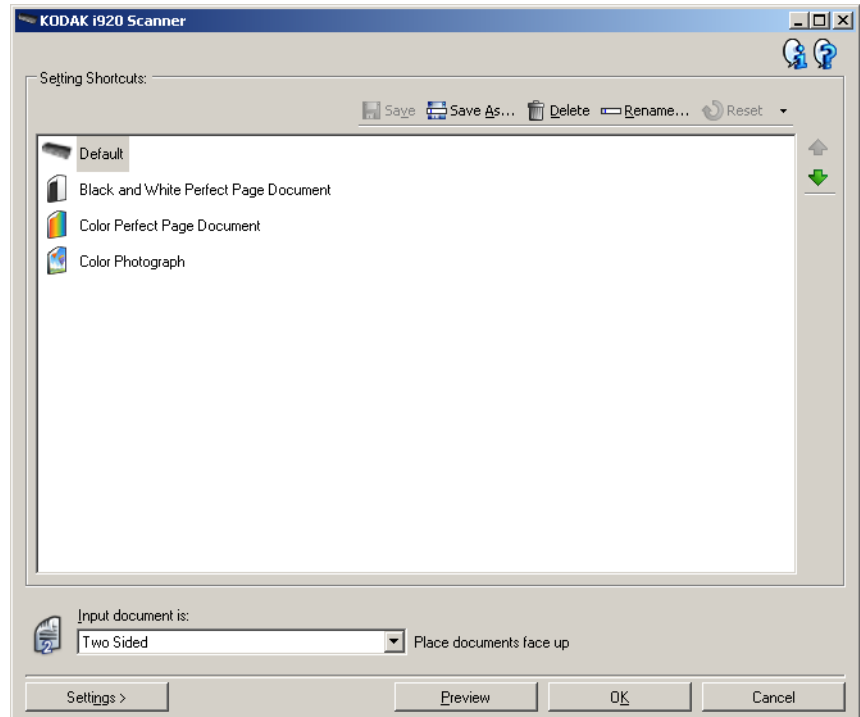 KODAK i920 Scanner
Setting Shortcuts:
Save Save As... Delete Rename... Reset
Default
Black and White Perfect Page Document
Color Perfect Page Document
Color Photograph
Input document is:
2 Two Sided Place documents face up
Settings > Preview OK Cancel